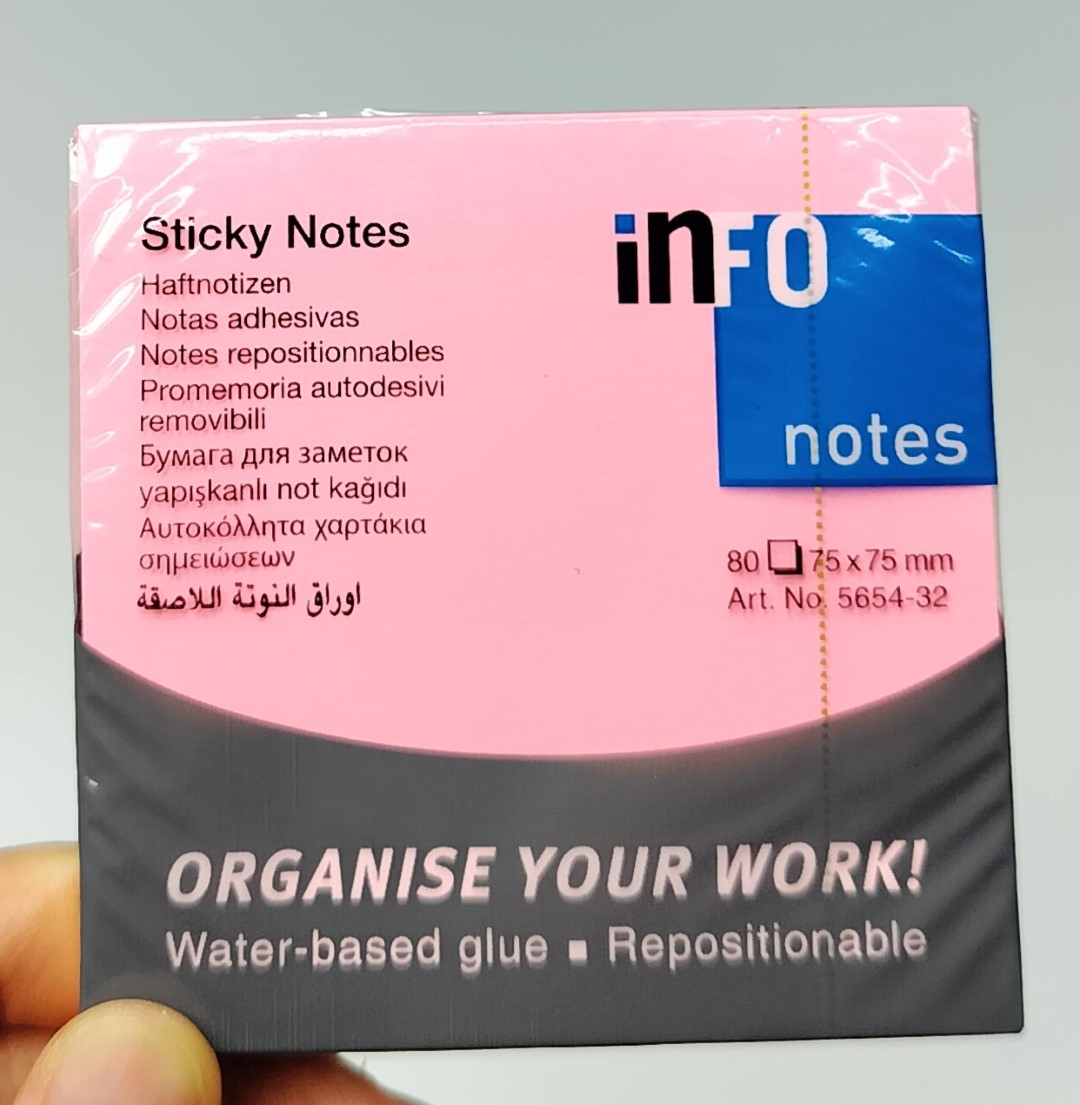 Sticky Notes
Haftnotizen
Notas adhesivas
Notes repositionnables
Promemoria autodesivi
removibili
Бумага для заметок
yapışkanlı not kağıdı
Αυτοκόλλητα χαρτάκια
σημειώσεων
اوراق النوتة اللاصقة
inFO
notes
80 75 x 75 mm
Art. No. 5654-32
ORGANISE YOUR WORK!
Water-based glue ▪ Repositionable